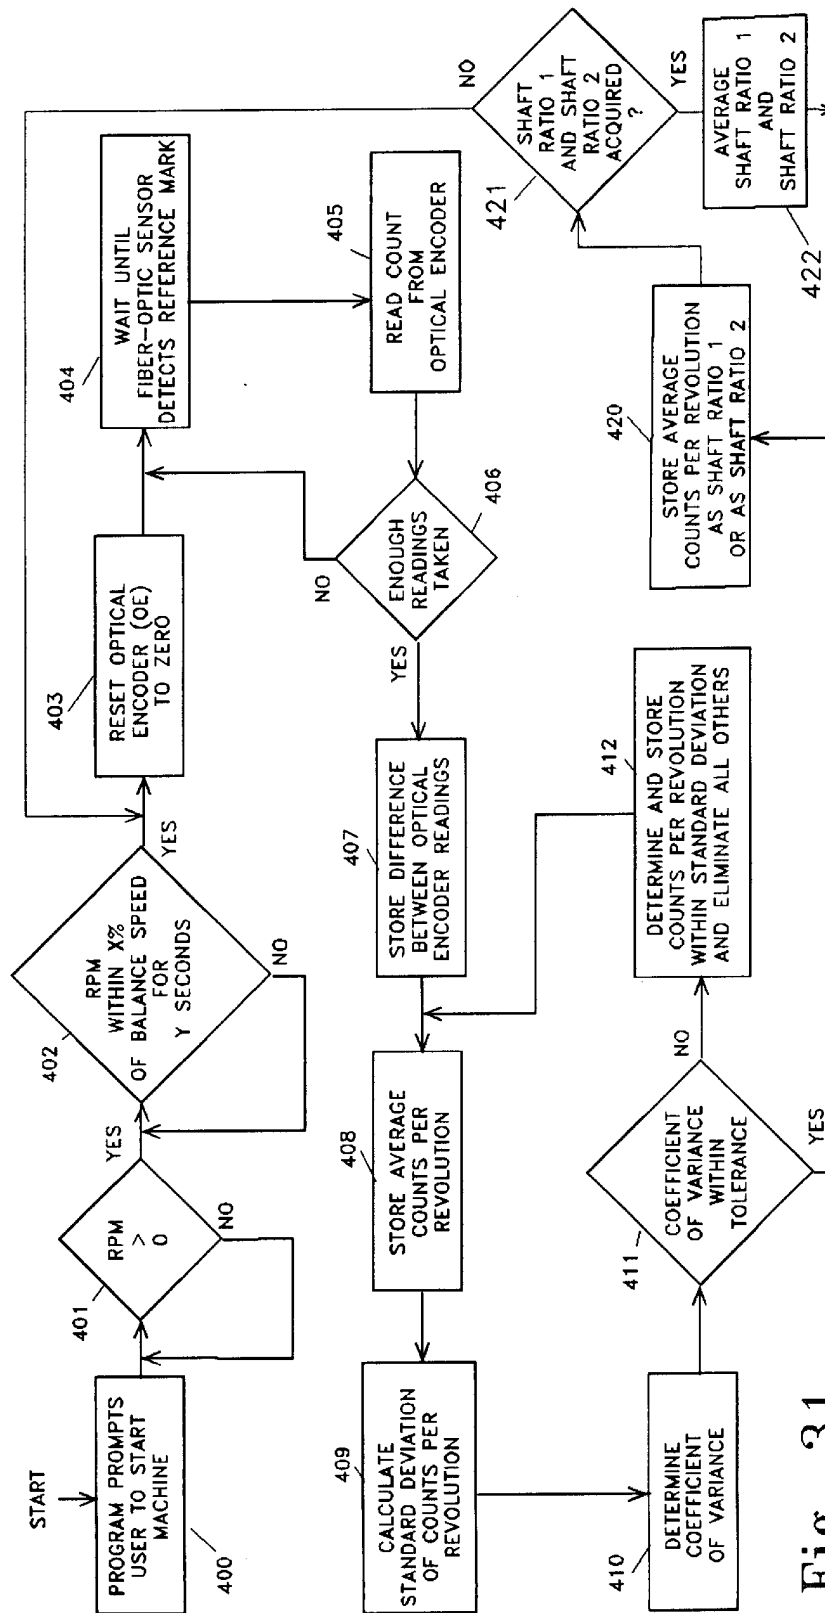 START
PROGRAM PROMPTS
USER TO START
MACHINE
400
RPM
>
0
401
YES
NO
RPM
WITHIN X%
OF BALANCE SPEED
FOR
Y SECONDS
402
YES
NO
RESET OPTICAL
ENCODER (OE)
TO ZERO
403
WAIT UNTIL
FIBER-OPTIC SENSOR
DETECTS REFERENCE MARK
404
READ COUNT
FROM
OPTICAL ENCODER
405
ENOUGH
READINGS
TAKEN
406
NO
YES
STORE DIFFERENCE
BETWEEN OPTICAL
ENCODER READINGS
407
STORE AVERAGE
COUNTS PER
REVOLUTION
408
CALCULATE
STANDARD DEVIATION
OF COUNTS PER
REVOLUTION
409
DETERMINE
COEFFICIENT
OF VARIANCE
410
COEFFICIENT
OF VARIANCE
WITHIN
TOLERANCE
411
NO
YES
DETERMINE AND STORE
COUNTS PER REVOLUTION
WITHIN STANDARD DEVIATION
AND ELIMINATE ALL OTHERS
412
STORE AVERAGE
COUNTS PER REVOLUTION
AS SHAFT RATIO 1
OR AS SHAFT RATIO 2
420
SHAFT
RATIO 1
AND SHAFT
RATIO 2
ACQUIRED
?
421
NO
YES
AVERAGE
SHAFT RATIO 1
AND
SHAFT RATIO 2
422
Fig. 31